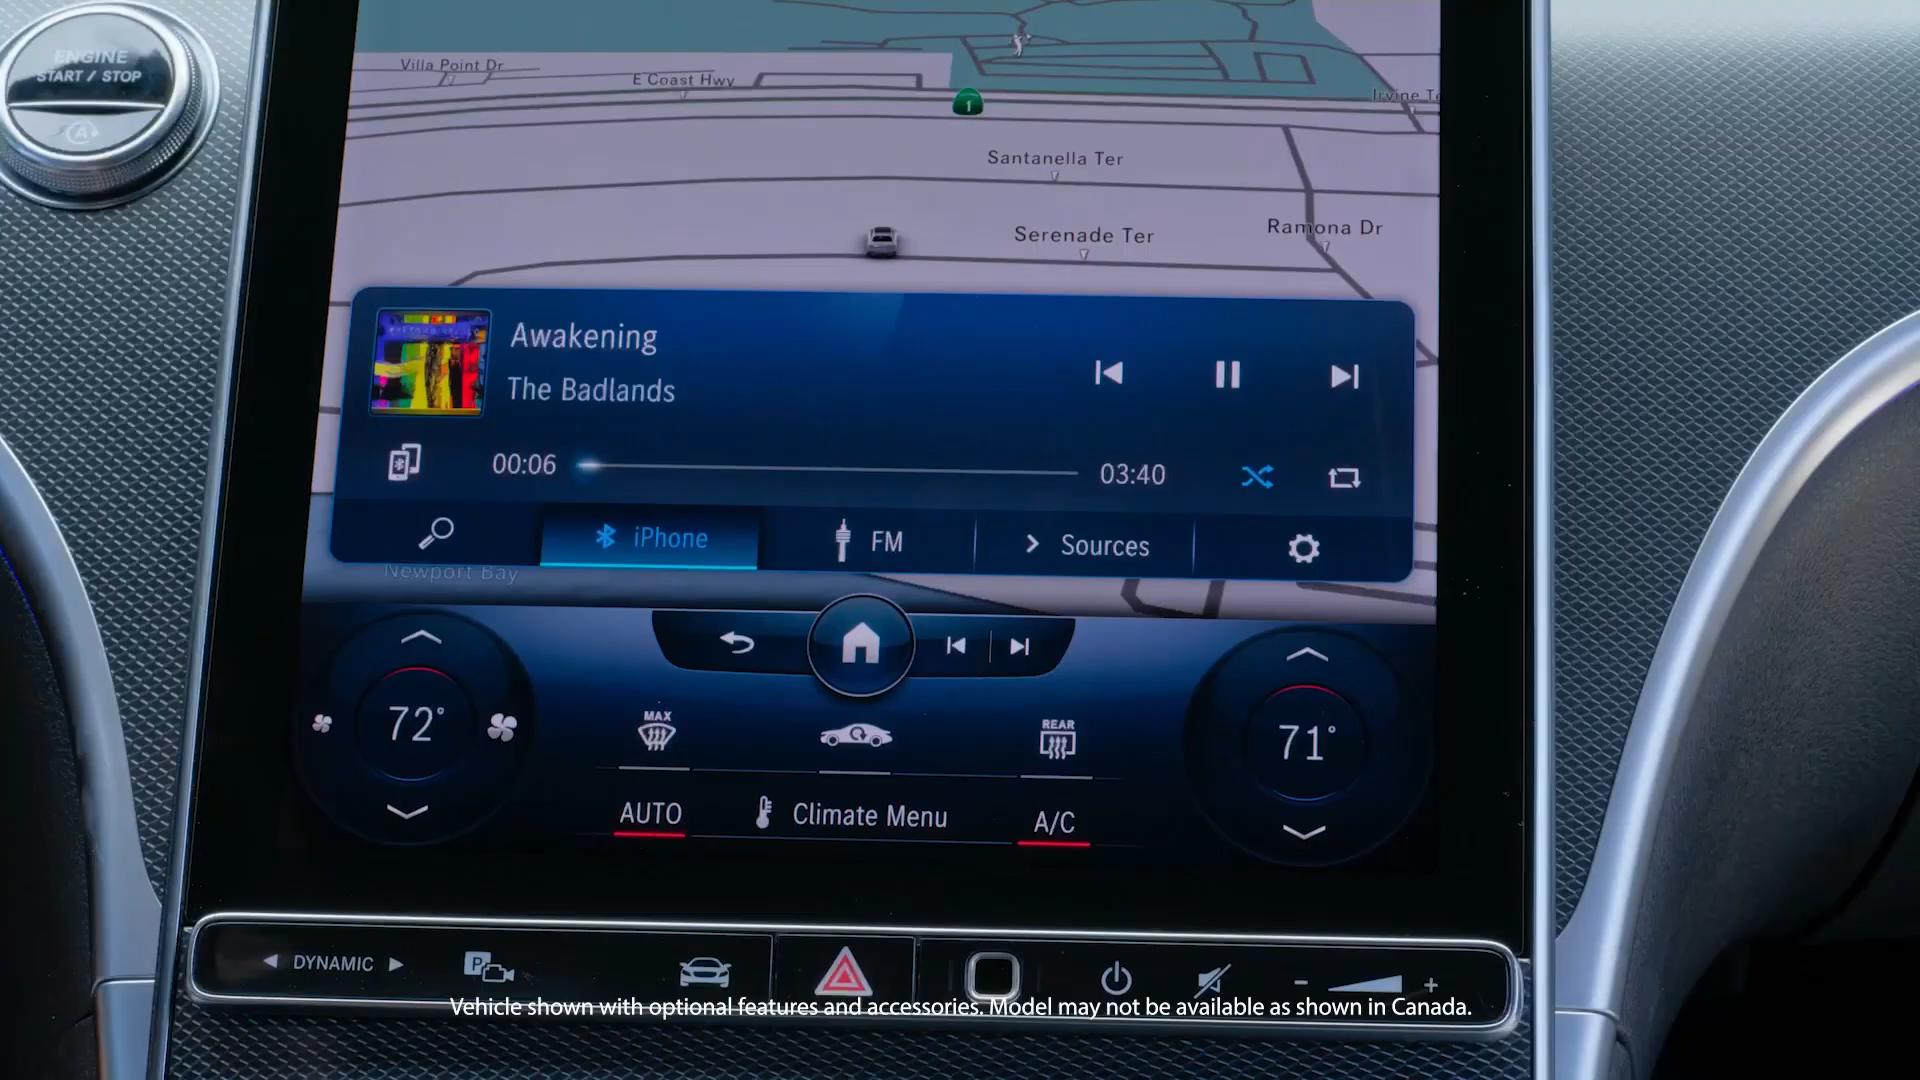 ENGINE
START / STOP
A
Villa Point Dr
E Coast Hwy
1
Santanella Ter
Serenade Ter
Ramona Dr
Awakening
The Badlands
00:06
03:40
iPhone
FM
Sources
Newport Bay
72°
71°
MAX
REAR
AUTO
Climate Menu
A/C
DYNAMIC
P
- +
Vehicle shown with optional features and accessories. Model may not be available as shown in Canada.